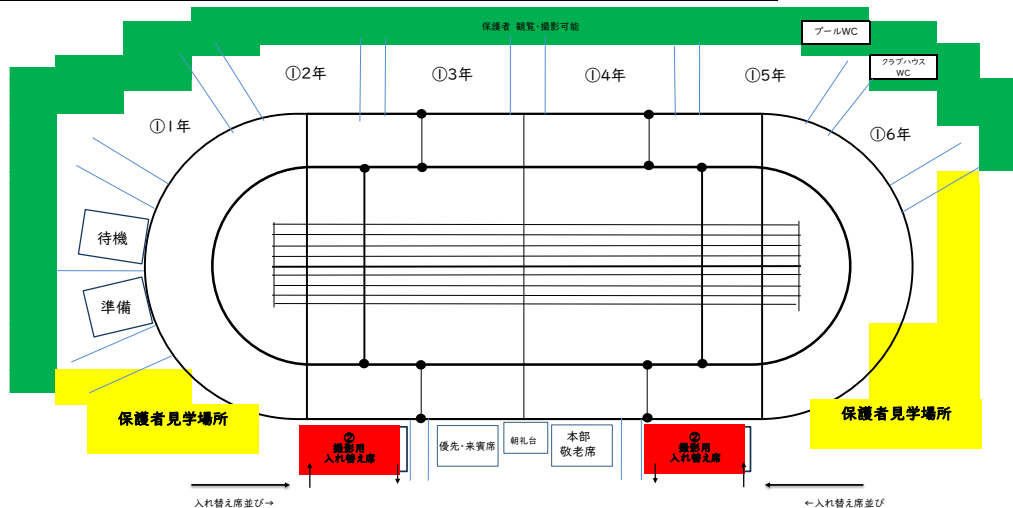 保護者 観覧・撮影可能
プールWC
クラブハウス
WC
①2年
①3年
①4年
①5年
①1年
①6年
待機
準備
保護者見学場所
保護者見学場所
②
撮影用
入れ替え席
優先・来賓席
朝礼台
本部
敬老席
②
撮影用
入れ替え席
入れ替え席並び→
←入れ替え席並び